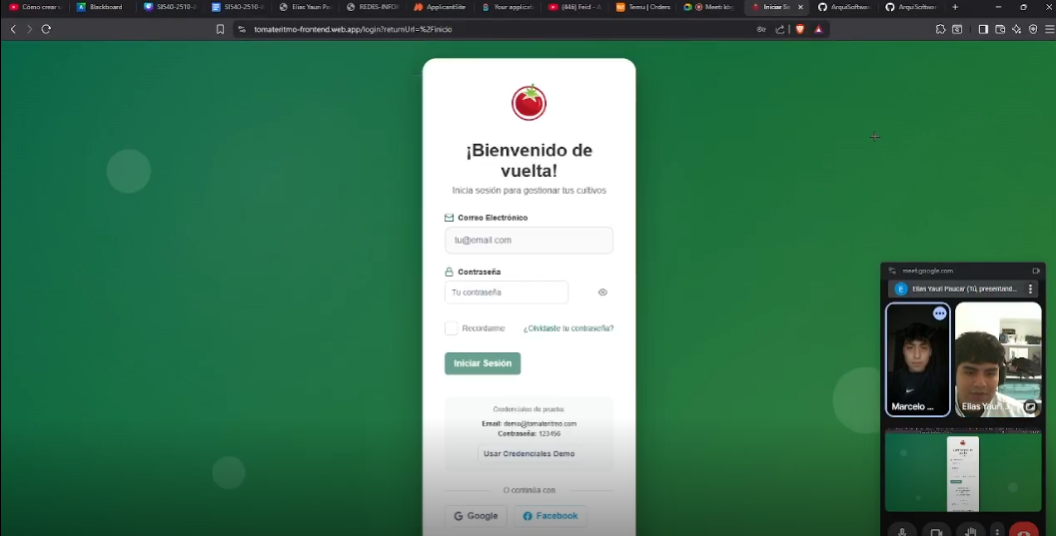 Cómo crear
Blackboard
SI540-2510-A
SI540-2510-A
Elias Yauri Pa
REDES-INFOR
ApplicantSite
Your applicat
(446) Feid - A
Temu | Orders
Meet: 
Iniciar Se
ArquiSoftwar
ArquiSoftwar
tomateritmo-frontend.web.app/login?returnUrl=%2Finicio
¡Bienvenido de
vuelta!
Inicia sesión para gestionar tus cultivos
Correo Electrónico
tu@email.com
Contraseña
Tu contraseña
Recordarme
¿Olvidaste tu contraseña?
Iniciar Sesión
Credenciales de prueba:
Email: demo@tomateritmo.com
Contraseña: 123456
Usar Credenciales Demo
O continúa con
Google
Facebook
meet.google.com
E
Elias Yauri Paucar (Tú, presentand...
Marcelo ...
Elias Yauri